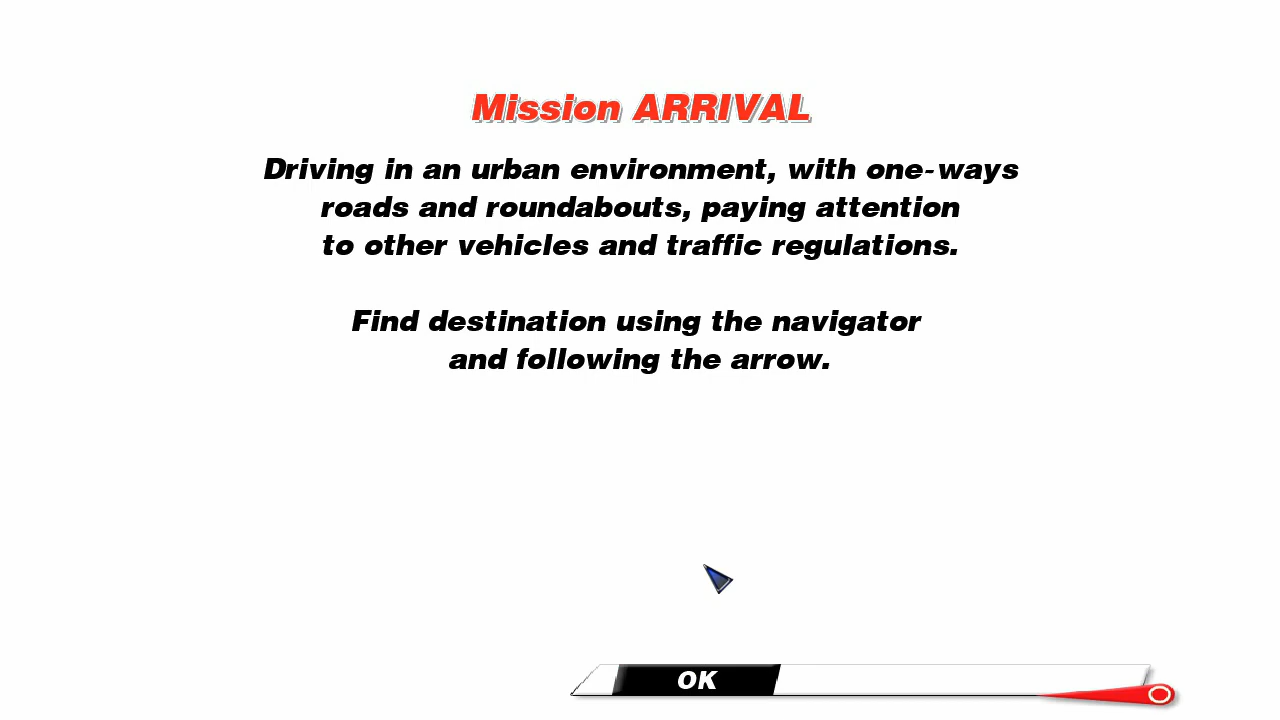 Mission ARRIVAL
Driving in an urban environment, with one-ways
roads and roundabouts, paying attention
to other vehicles and traffic regulations.
Find destination using the navigator
and following the arrow.
OK